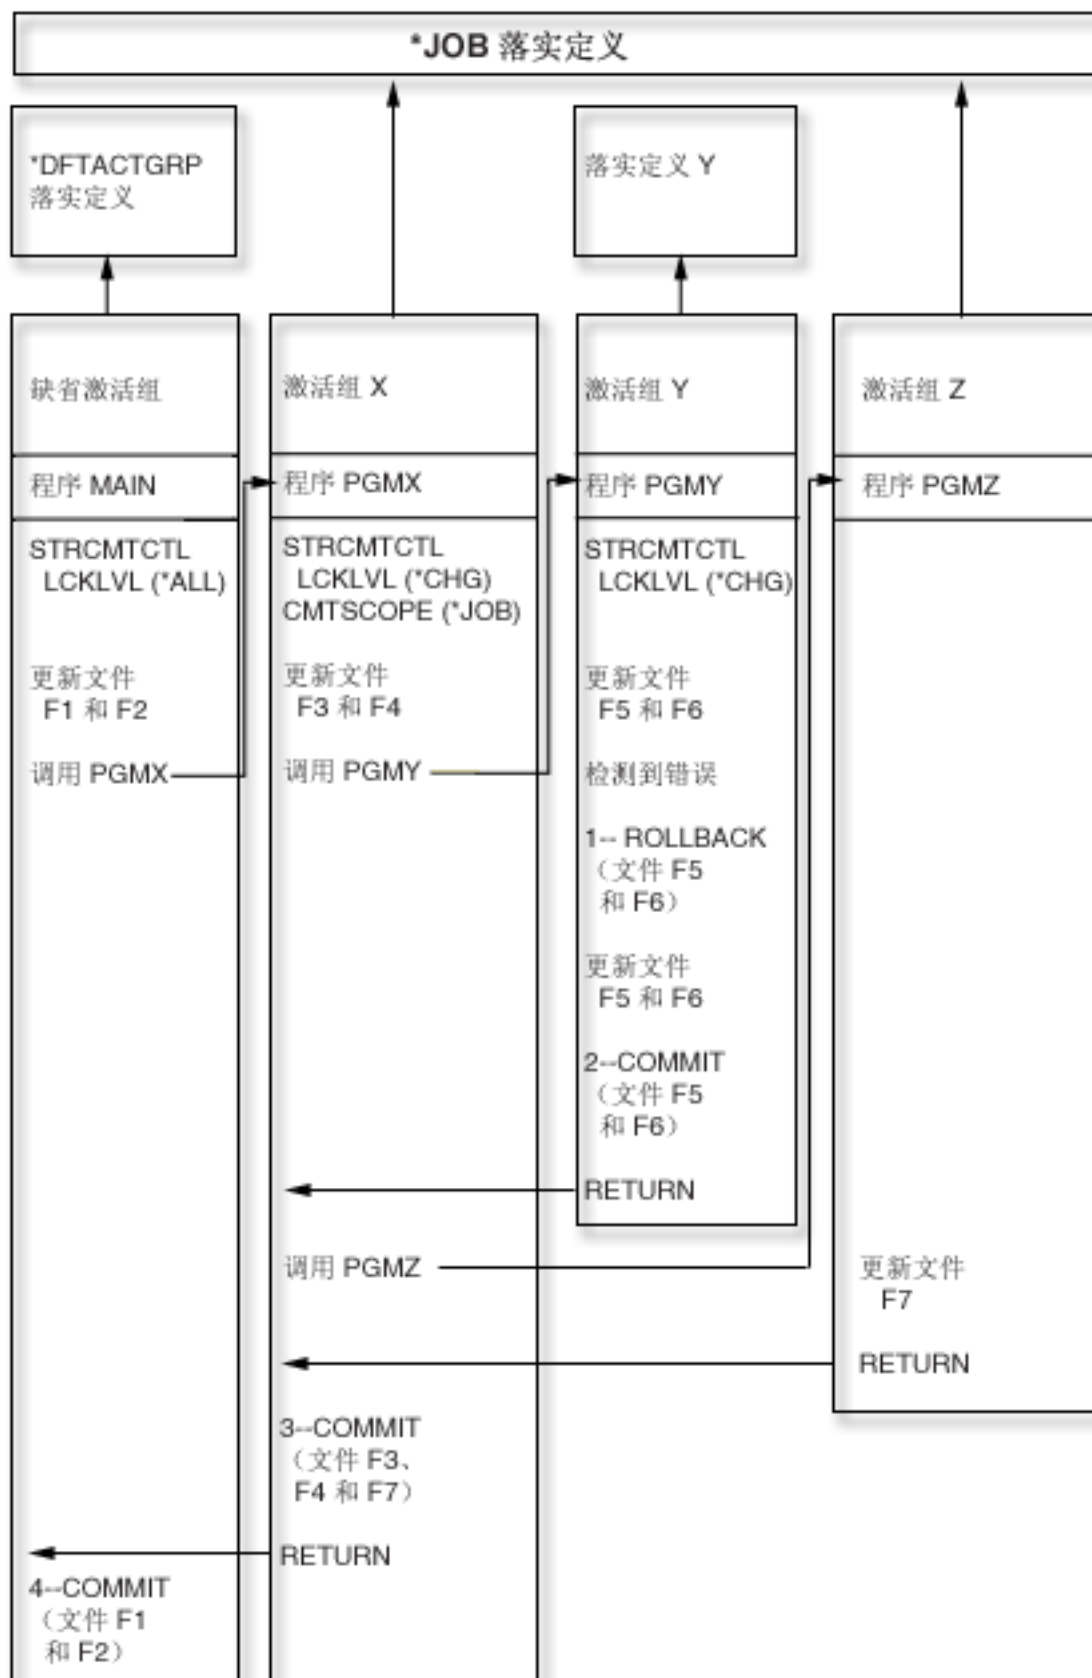 *JOB 落实定义
*DFTACTGRP
落实定义
落实定义 Y
缺省激活组
激活组 X
激活组 Y
激活组 Z
程序 MAIN
程序 PGMX
程序 PGMY
程序 PGMZ
STRCMTCTL
LCKLVL (*ALL)
更新文件
F1 和 F2
调用 PGMX
STRCMTCTL
LCKLVL (*CHG)
CMTSCOPE (*JOB)
更新文件
F3 和 F4
调用 PGMY
STRCMTCTL
LCKLVL (*CHG)
更新文件
F5 和 F6
检测到错误
1-- ROLLBACK
（文件 F5
和 F6）
更新文件
F5 和 F6
2--COMMIT
（文件 F5
和 F6）
RETURN
调用 PGMZ
更新文件
F7
RETURN
3--COMMIT
（文件 F3、
F4 和 F7）
RETURN
4--COMMIT
（文件 F1
和 F2）